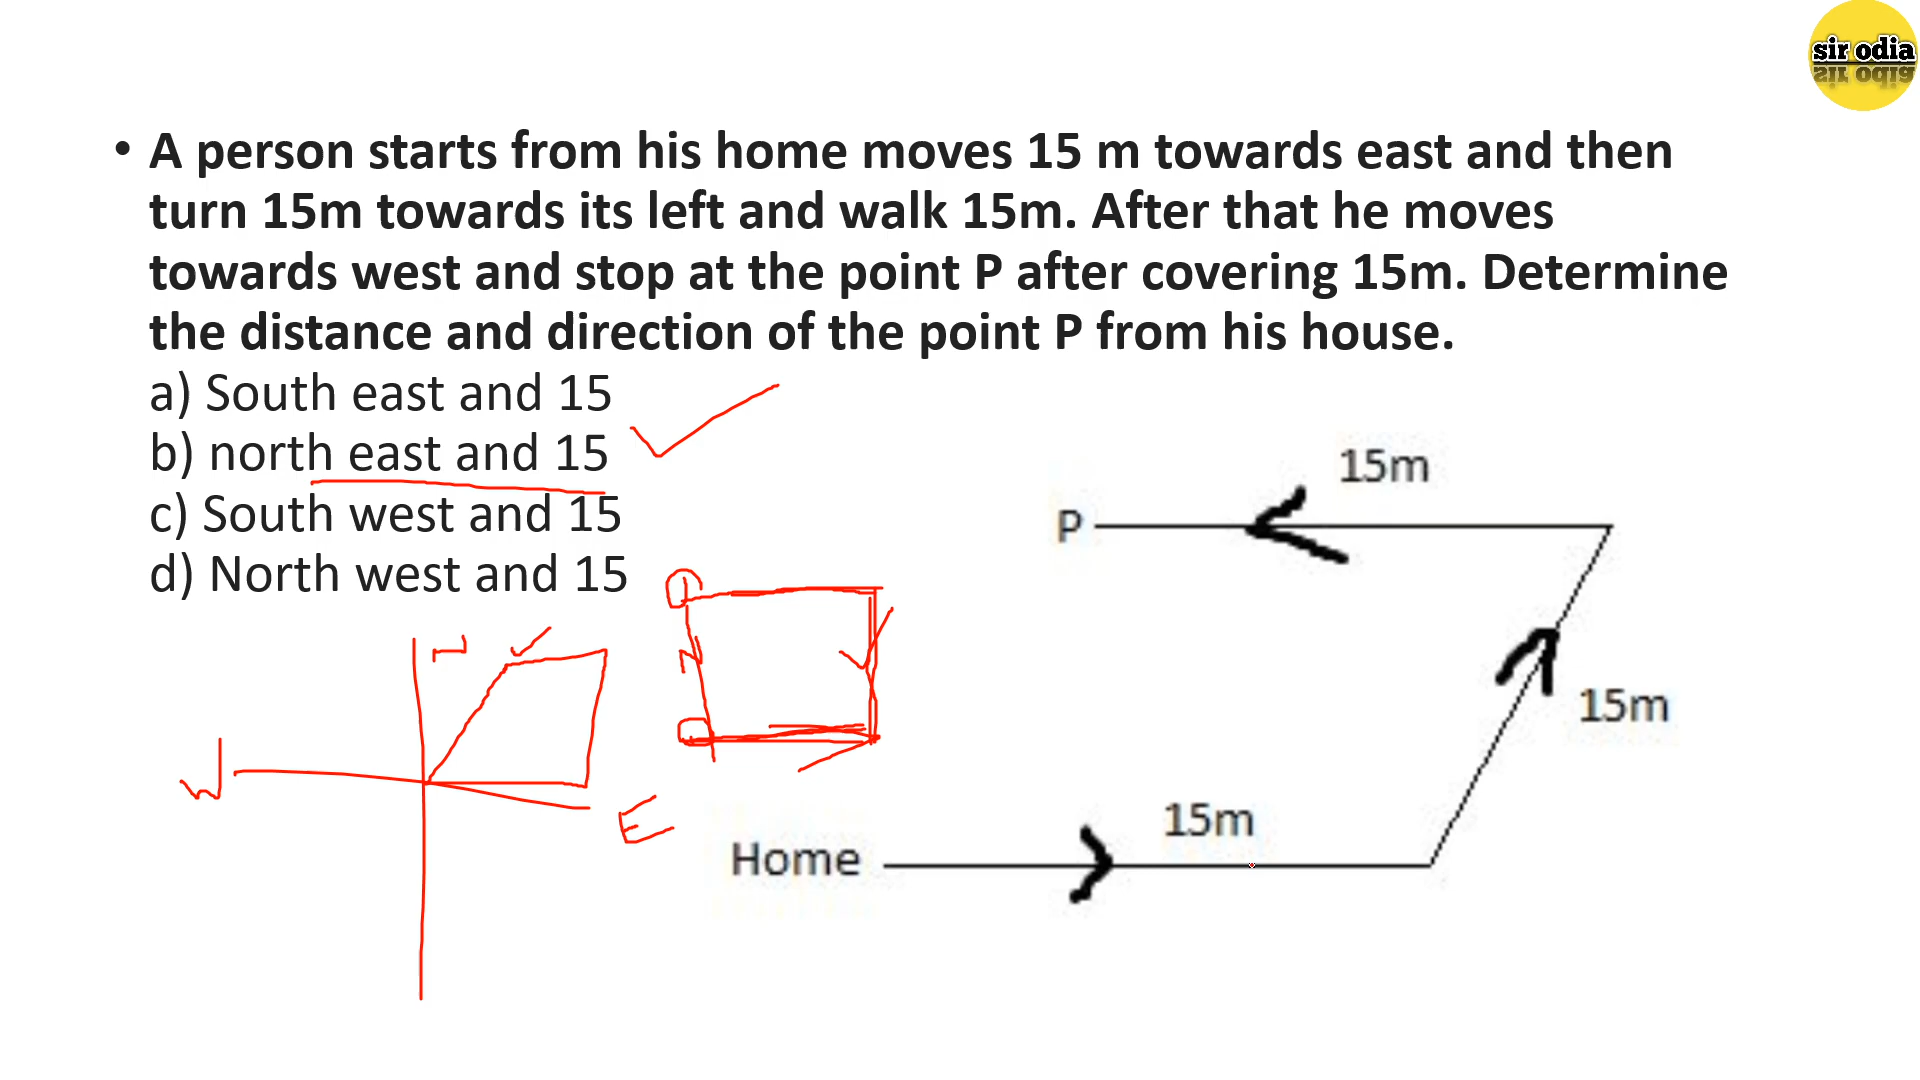 sir odia
• A person starts from his home moves 15 m towards east and then
turn 15m towards its left and walk 15m. After that he moves
towards west and stop at the point P after covering 15m. Determine
the distance and direction of the point P from his house.
a) South east and 15
b) north east and 15
c) South west and 15
d) North west and 15
15m
P
15m
15m
Home
N
N
W
E